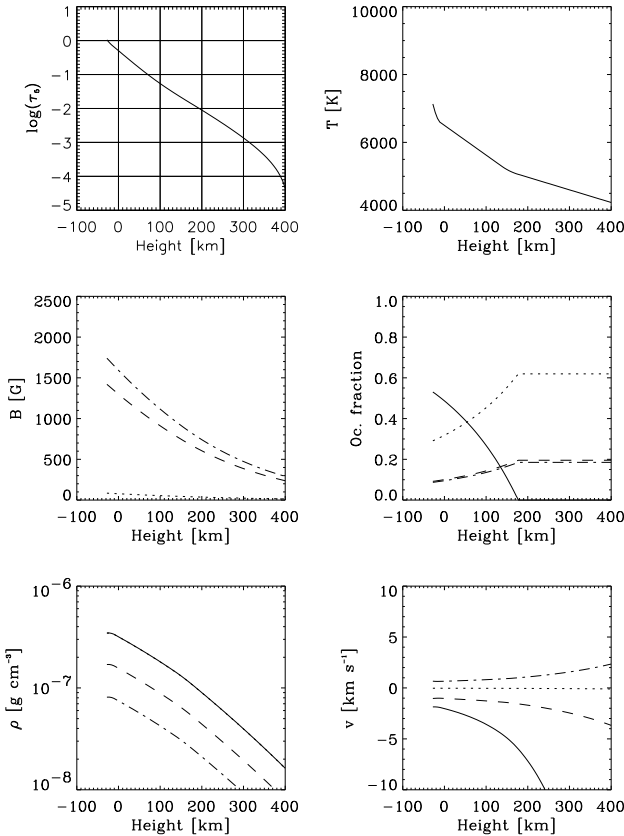 1
0
−1
−2
−3
−4
−5
log(τ₅)
−100 0 100 200 300 400
Height [km]
10000
8000
6000
4000
T [K]
−100 0 100 200 300 400
Height [km]
2500
2000
1500
1000
500
0
B [G]
−100 0 100 200 300 400
Height [km]
1.0
0.8
0.6
0.4
0.2
0.0
Oc. fraction
−100 0 100 200 300 400
Height [km]
10⁻⁶
10⁻⁷
10⁻⁸
ρ [g cm⁻³]
−100 0 100 200 300 400
Height [km]
10
5
0
−5
−10
v [km s⁻¹]
−100 0 100 200 300 400
Height [km]